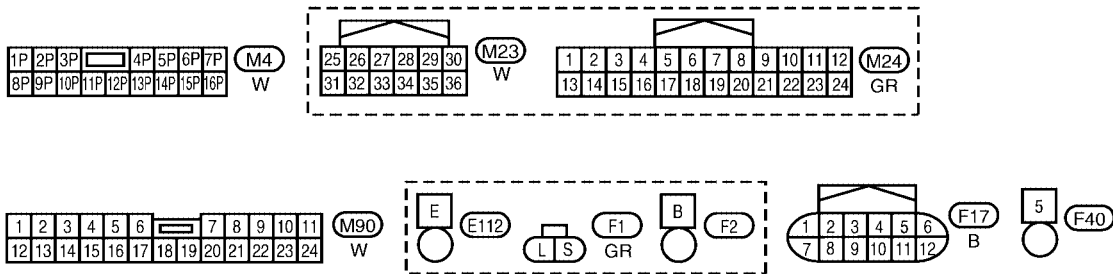 1P 2P 3P 4P 5P 6P 7P M4
8P 9P 10P 11P 12P 13P 14P 15P 16P W
25 26 27 28 29 30 M23
31 32 33 34 35 36 W
1 2 3 4 5 6 7 8 9 10 11 12 M24
13 14 15 16 17 18 19 20 21 22 23 24 GR
1 2 3 4 5 6 7 8 9 10 11 M90
12 13 14 15 16 17 18 19 20 21 22 23 24 W
E E112
F1
L S GR
B F2
1 2 3 4 5 6 F17
7 8 9 10 11 12 B
5 F40